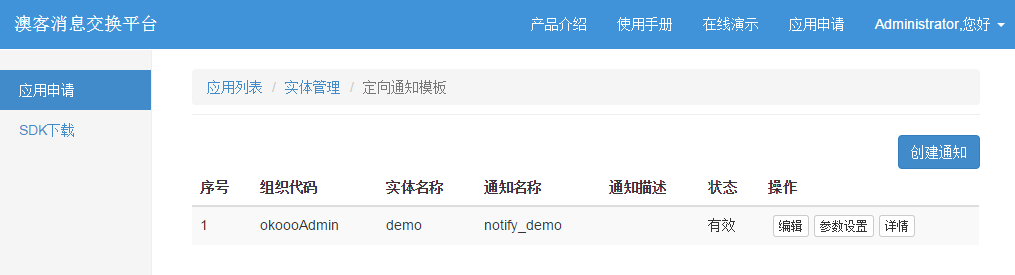 澳客消息交换平台 产品介绍 使用手册 在线演示 应用申请 Administrator,您好
应用申请
SDK下载
应用列表 / 实体管理 / 定向通知模板
创建通知
序号 组织代码 实体名称 通知名称 通知描述 状态 操作
1 okoooAdmin demo notify_demo 有效 编辑 参数设置 详情